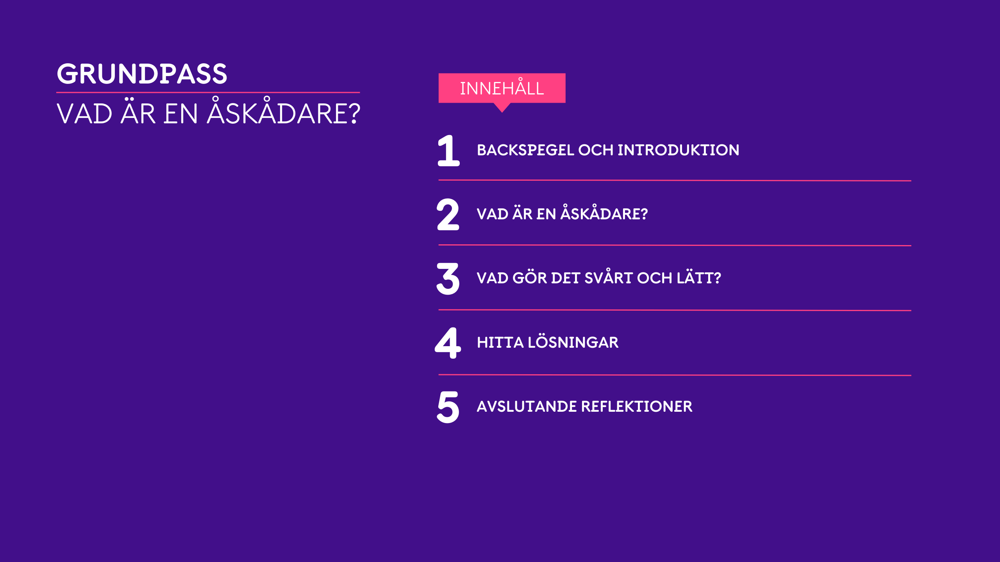 GRUNDPASS
VAD ÄR EN ÅSKÅDARE?
INNEHÅLL
1 BACKSPEGEL OCH INTRODUKTION
2 VAD ÄR EN ÅSKÅDARE?
3 VAD GÖR DET SVÅRT OCH LÄTT?
4 HITTA LÖSNINGAR
5 AVSLUTANDE REFLEKTIONER